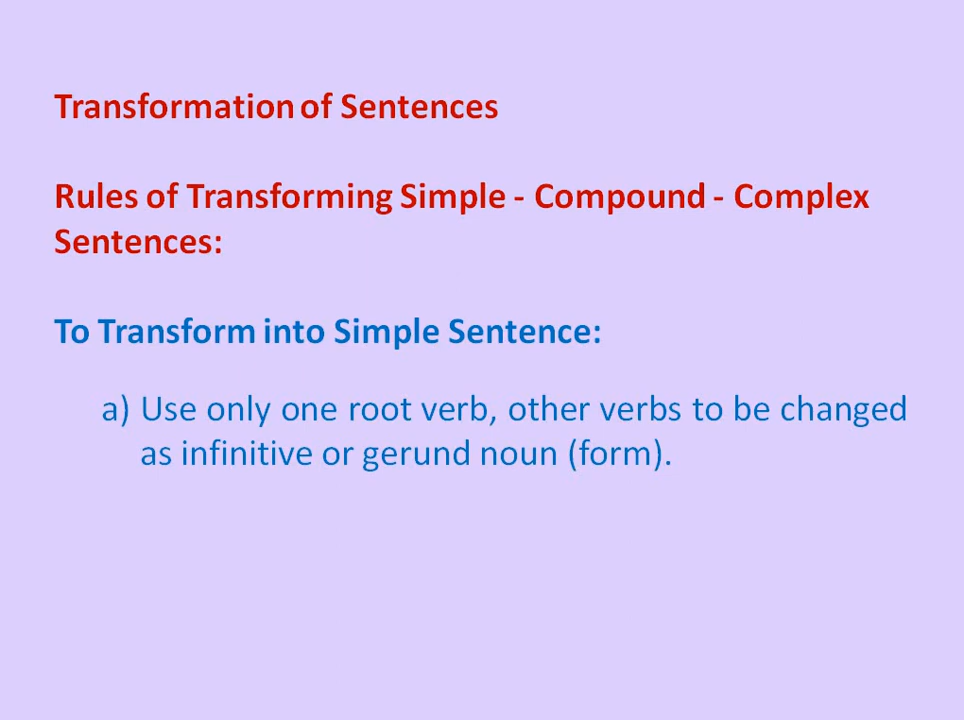 Transformation of Sentences
Rules of Transforming Simple - Compound - Complex
Sentences:
To Transform into Simple Sentence:
a) Use only one root verb, other verbs to be changed
as infinitive or gerund noun (form).